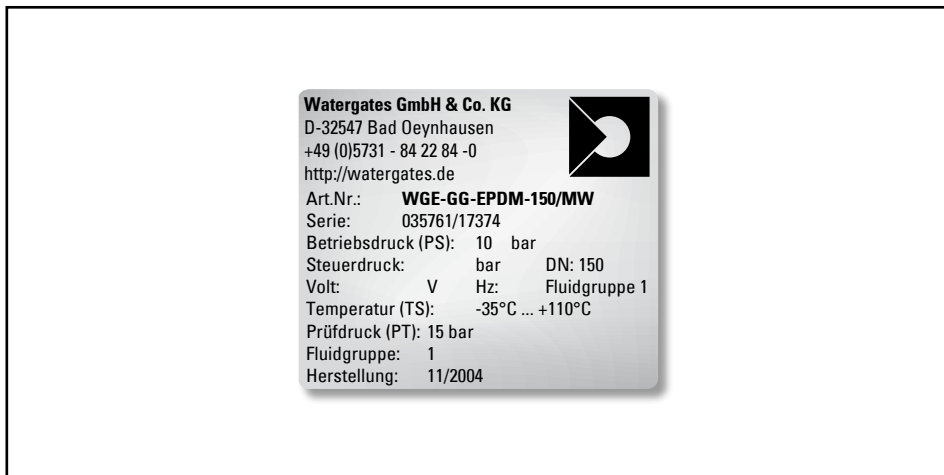 Watergates GmbH & Co. KG
D-32547 Bad Oeynhausen
+49 (0)5731 - 84 22 84 -0
http://watergates.de
Art.Nr.: WGE-GG-EPDM-150/MW
Serie: 035761/17374
Betriebsdruck (PS): 10 bar
Steuerdruck: bar DN: 150
Volt: V Hz: Fluidgruppe 1
Temperatur (TS): -35°C ... +110°C
Prüfdruck (PT): 15 bar
Fluidgruppe: 1
Herstellung: 11/2004